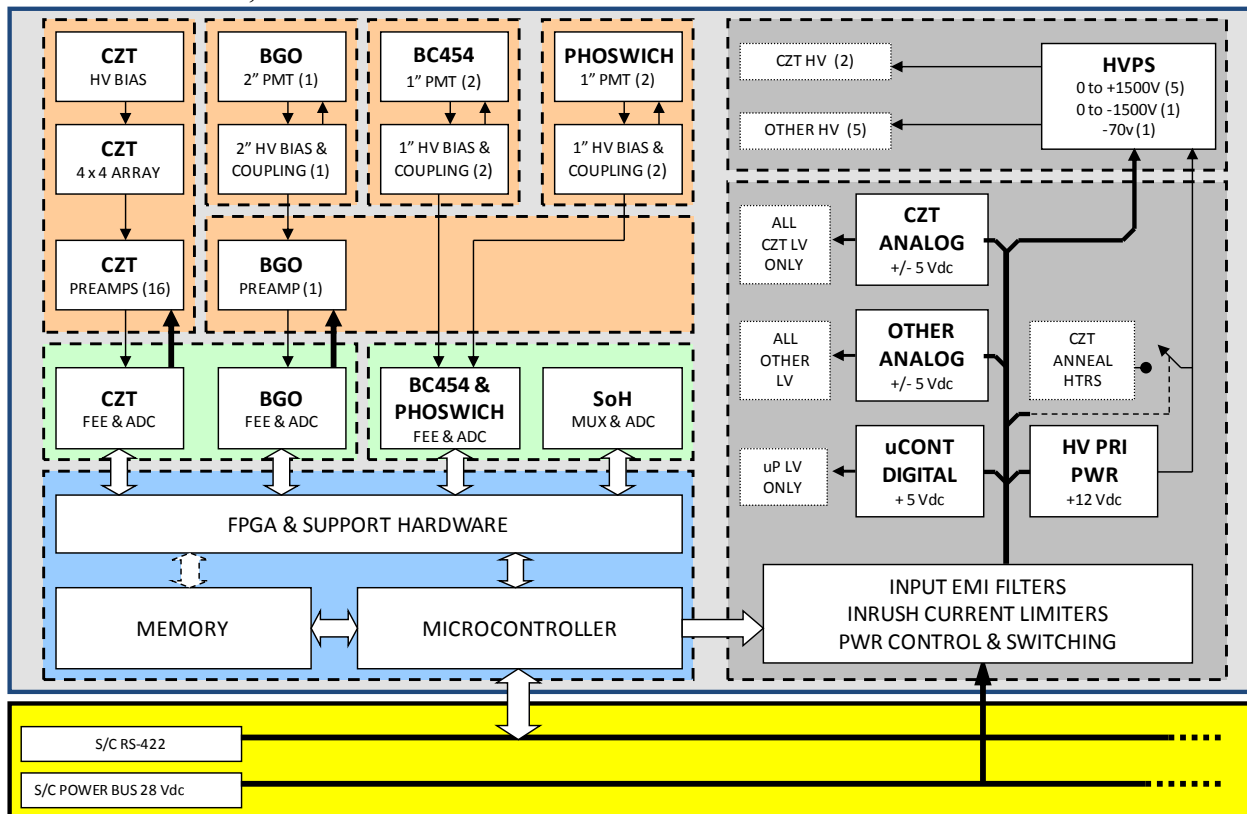 CZT
HV BIAS
BGO
2” PMT (1)
BC454
1” PMT (2)
PHOSWICH
1” PMT (2)
CZT
4 x 4 ARRAY
2” HV BIAS &
COUPLING (1)
1” HV BIAS &
COUPLING (2)
1” HV BIAS &
COUPLING (2)
CZT
PREAMPS (16)
BGO
PREAMP (1)
CZT
FEE & ADC
BGO
FEE & ADC
BC454 &
PHOSWICH
FEE & ADC
SoH
MUX & ADC
FPGA & SUPPORT HARDWARE
MEMORY
MICROCONTROLLER
CZT HV (2)
OTHER HV (5)
HVPS
0 to +1500V (5)
0 to -1500V (1)
-70v (1)
ALL
CZT LV
ONLY
CZT
ANALOG
+/- 5 Vdc
ALL
OTHER
LV
OTHER
ANALOG
+/- 5 Vdc
CZT
ANNEAL
HTRS
uP LV
ONLY
uCONT
DIGITAL
+ 5 Vdc
HV PRI
PWR
+12 Vdc
INPUT EMI FILTERS
INRUSH CURRENT LIMITERS
PWR CONTROL & SWITCHING
S/C RS-422
S/C POWER BUS 28 Vdc